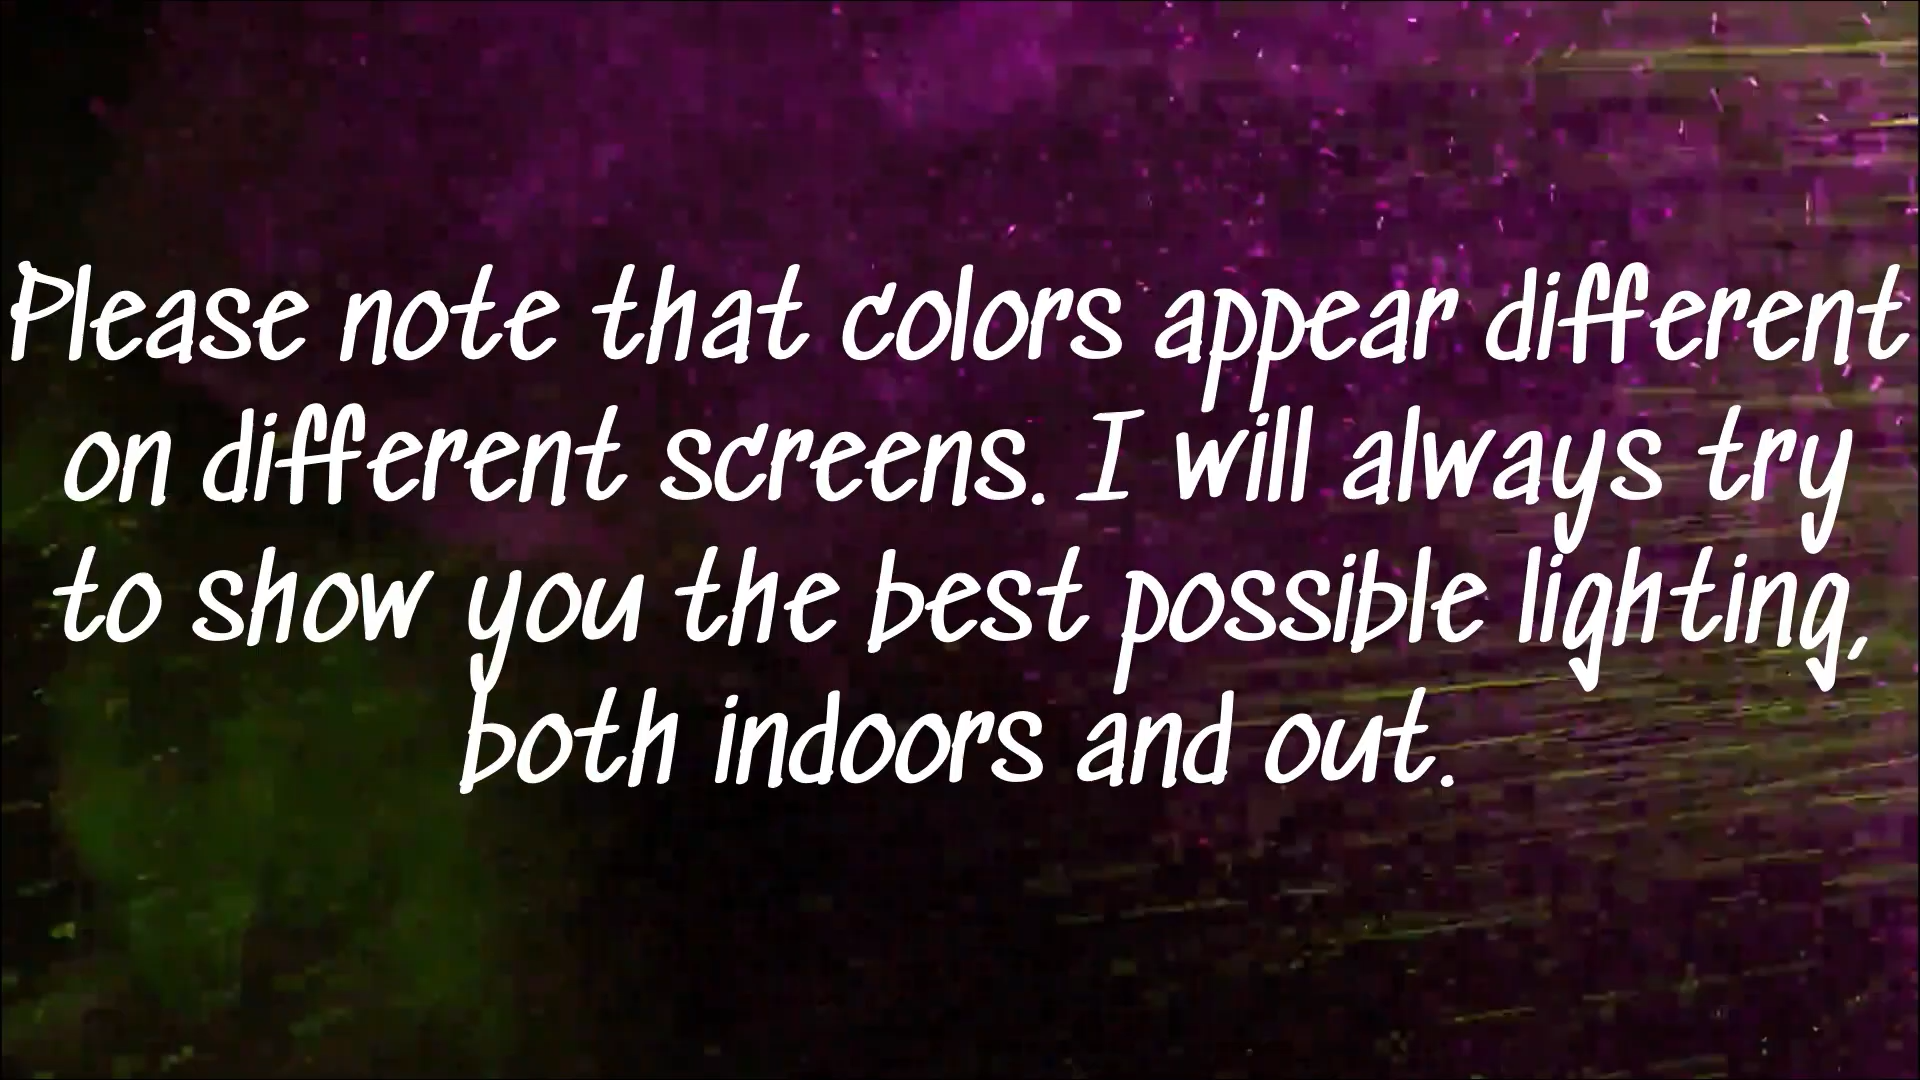 Please note that colors appear different
on different screens. I will always try
to show you the best possible lighting,
both indoors and out.